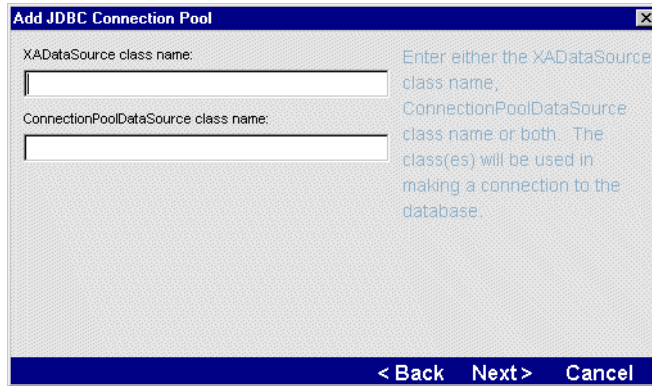 Add JDBC Connection Pool
XADataSource class name:
ConnectionPoolDataSource class name:
Enter either the XADataSource
class name,
ConnectionPoolDataSource
class name or both. The
class(es) will be used in
making a connection to the
database.
< Back Next > Cancel